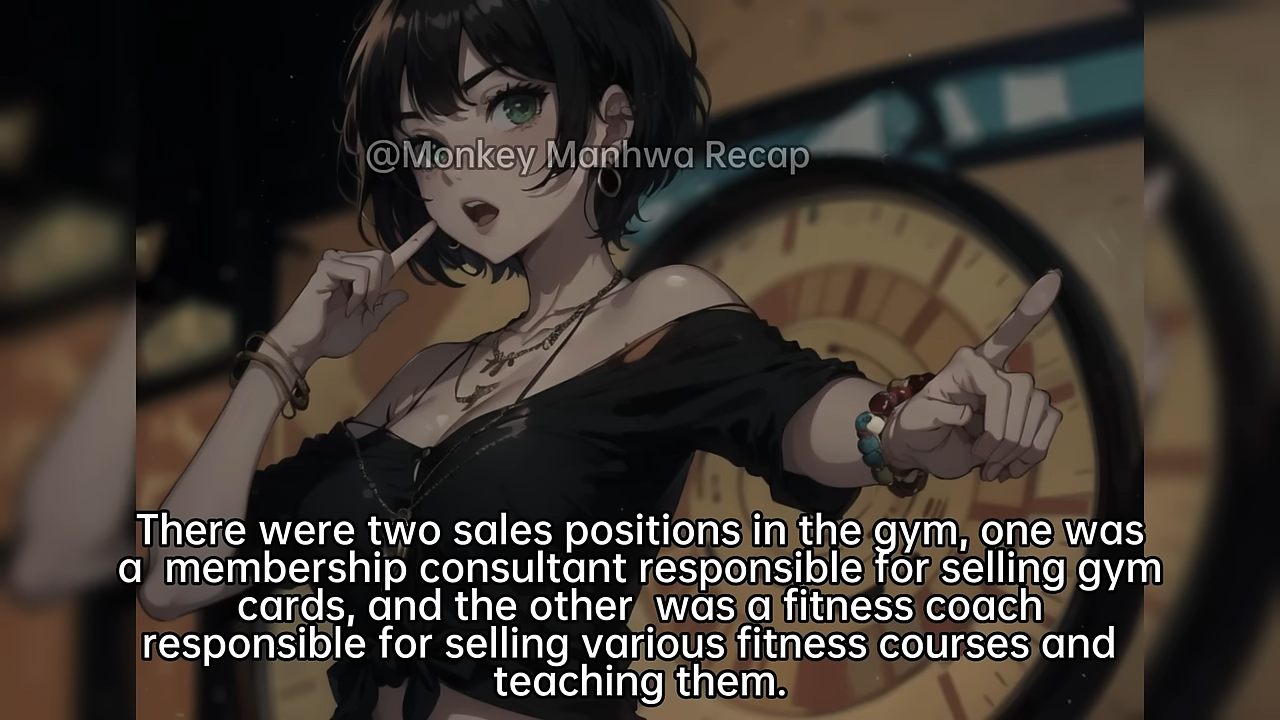 @Monkey Manhwa Recap
There were two sales positions in the gym, one was
a  membership consultant responsible for selling gym
cards, and the other  was a fitness coach
responsible for selling various fitness courses and
teaching them.